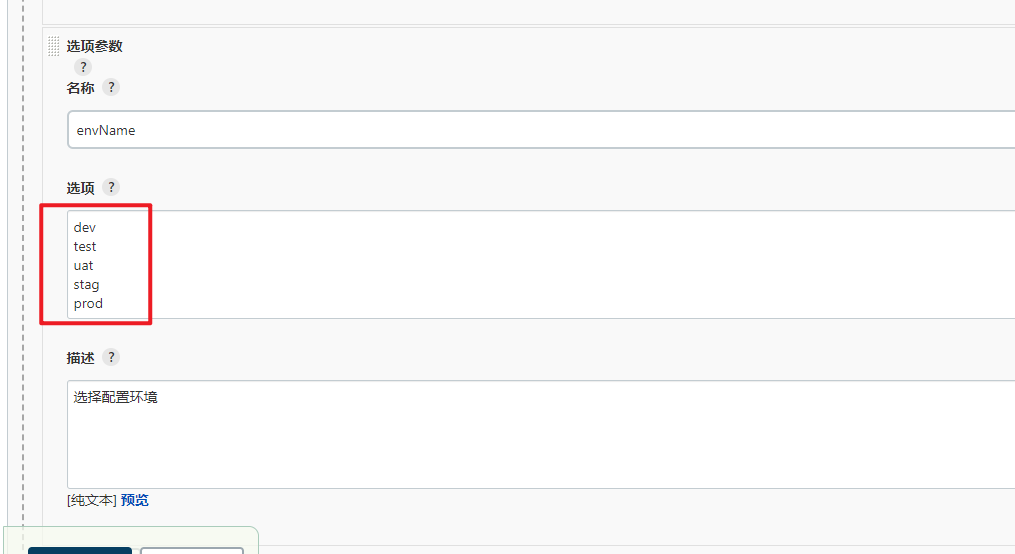 选项参数
?
名称 ?
envName
选项 ?
dev
test
uat
stag
prod
描述 ?
选择配置环境
[纯文本] 预览